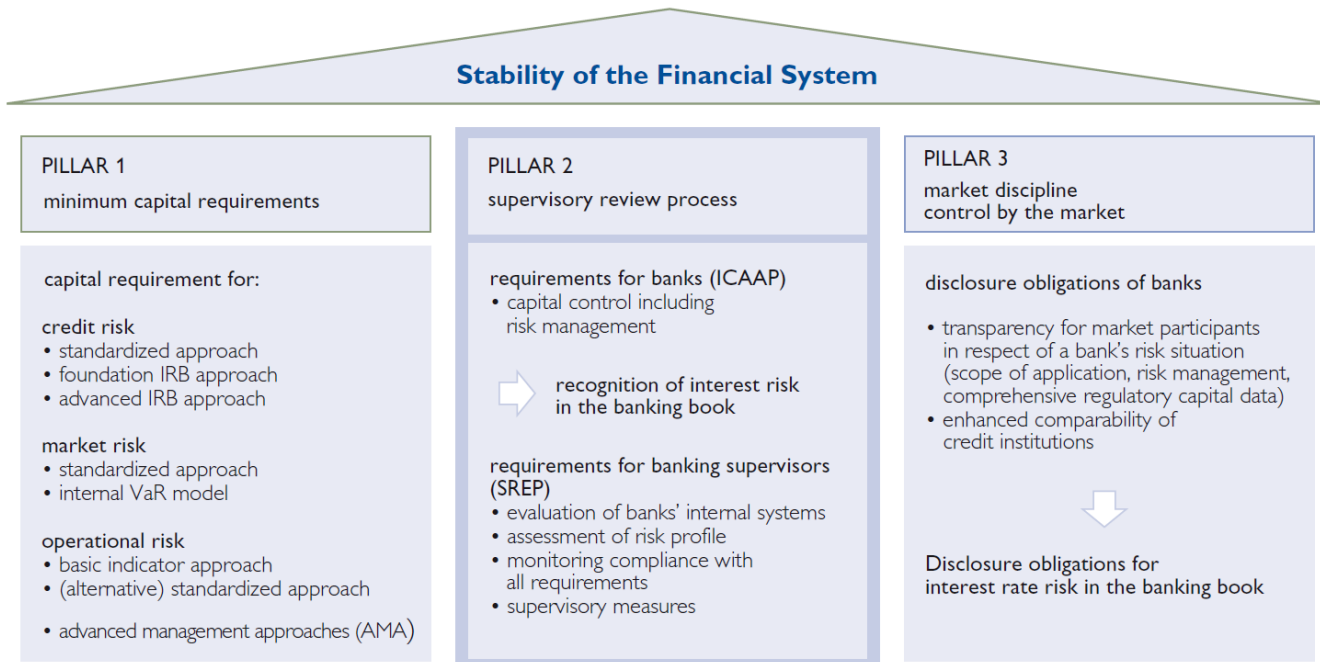 Stability of the Financial System
PILLAR 1
minimum capital requirements
capital requirement for:
credit risk
• standardized approach
• foundation IRB approach
• advanced IRB approach
market risk
• standardized approach
• internal VaR model
operational risk
• basic indicator approach
• (alternative) standardized approach
• advanced management approaches (AMA)
PILLAR 2
supervisory review process
requirements for banks (ICAAP)
• capital control including
risk management
recognition of interest risk
in the banking book
requirements for banking supervisors
(SREP)
• evaluation of banks' internal systems
• assessment of risk profile
• monitoring compliance with
all requirements
• supervisory measures
PILLAR 3
market discipline
control by the market
disclosure obligations of banks
• transparency for market participants
in respect of a bank's risk situation
(scope of application, risk management,
comprehensive regulatory capital data)
• enhanced comparability of
credit institutions
Disclosure obligations for
interest rate risk in the banking book